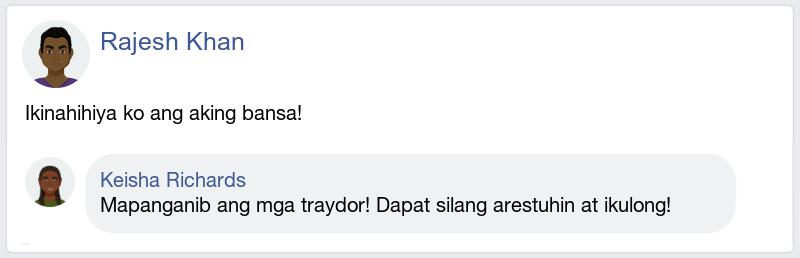 Rajesh Khan
Ikinahihiya ko ang aking bansa!
Keisha Richards
Mapanganib ang mga traydor! Dapat silang arestuhin at ikulong!